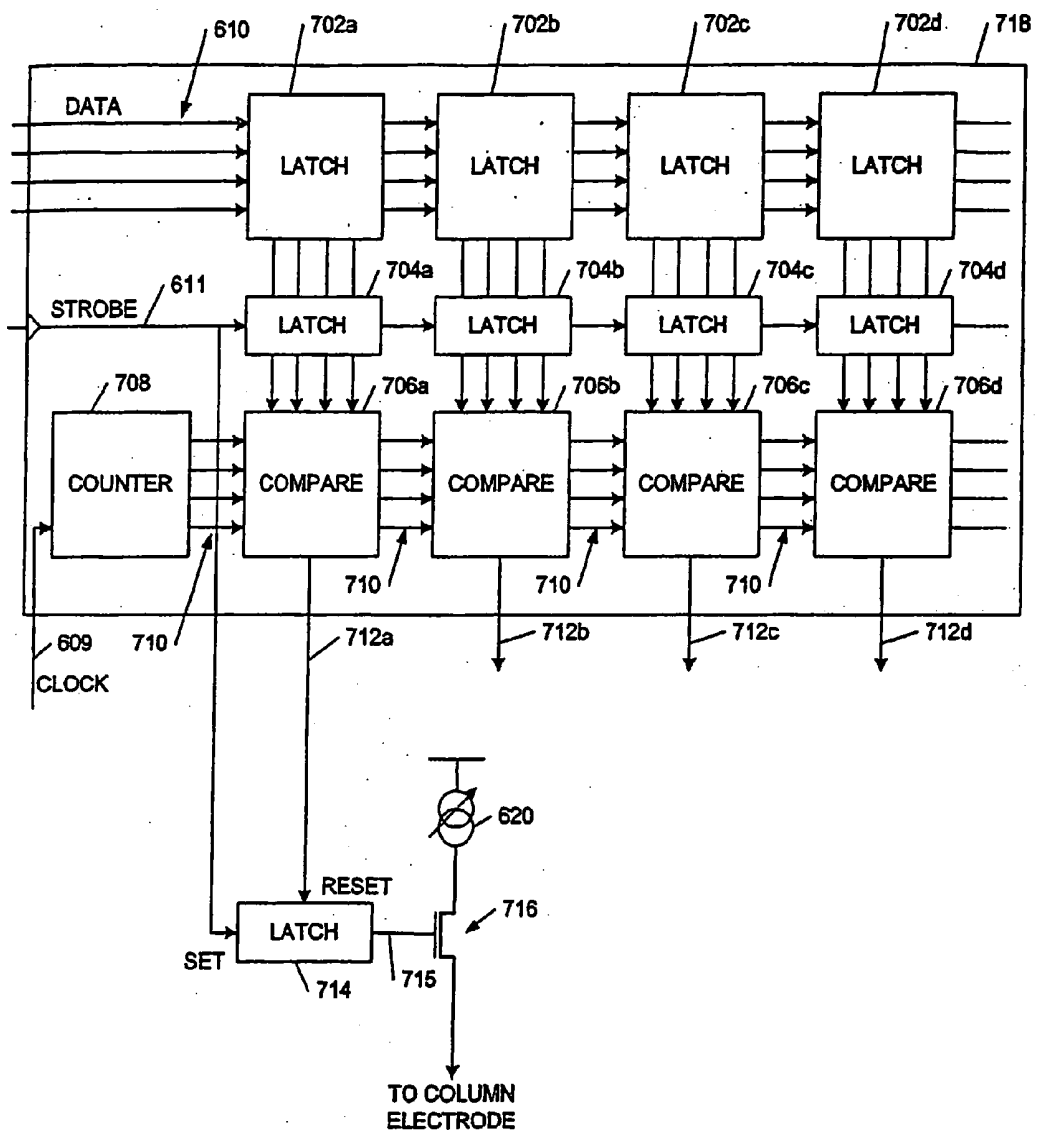 610
702a
702b
702c
702d
718
DATA
LATCH
LATCH
LATCH
LATCH
704a
704b
704c
704d
STROBE
611
LATCH
LATCH
LATCH
LATCH
708
706a
706b
706c
706d
COUNTER
COMPARE
COMPARE
COMPARE
COMPARE
710
710
710
609
710
712a
712b
712c
712d
CLOCK
620
RESET
716
LATCH
SET
715
714
TO COLUMN
ELECTRODE